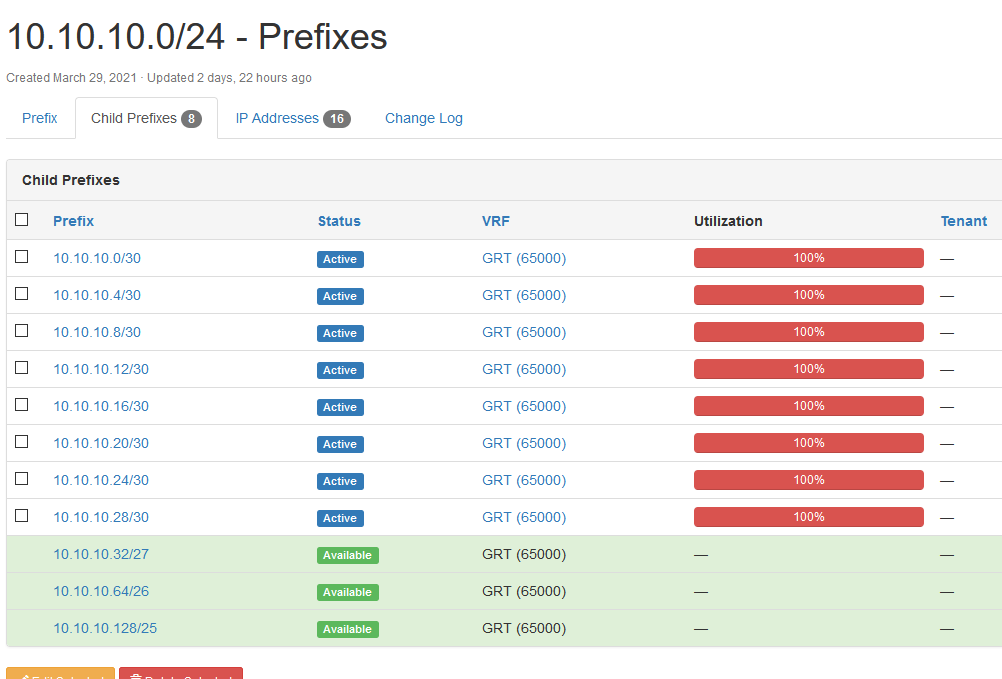 10.10.10.0/24 - Prefixes
Created March 29, 2021 · Updated 2 days, 22 hours ago
Prefix Child Prefixes 8 IP Addresses 16 Change Log
Child Prefixes
Prefix Status VRF Utilization Tenant
10.10.10.0/30 Active GRT (65000) 100% —
10.10.10.4/30 Active GRT (65000) 100% —
10.10.10.8/30 Active GRT (65000) 100% —
10.10.10.12/30 Active GRT (65000) 100% —
10.10.10.16/30 Active GRT (65000) 100% —
10.10.10.20/30 Active GRT (65000) 100% —
10.10.10.24/30 Active GRT (65000) 100% —
10.10.10.28/30 Active GRT (65000) 100% —
10.10.10.32/27 Available GRT (65000) — —
10.10.10.64/26 Available GRT (65000) — —
10.10.10.128/25 Available GRT (65000) — —
Edit Selected Delete Selected